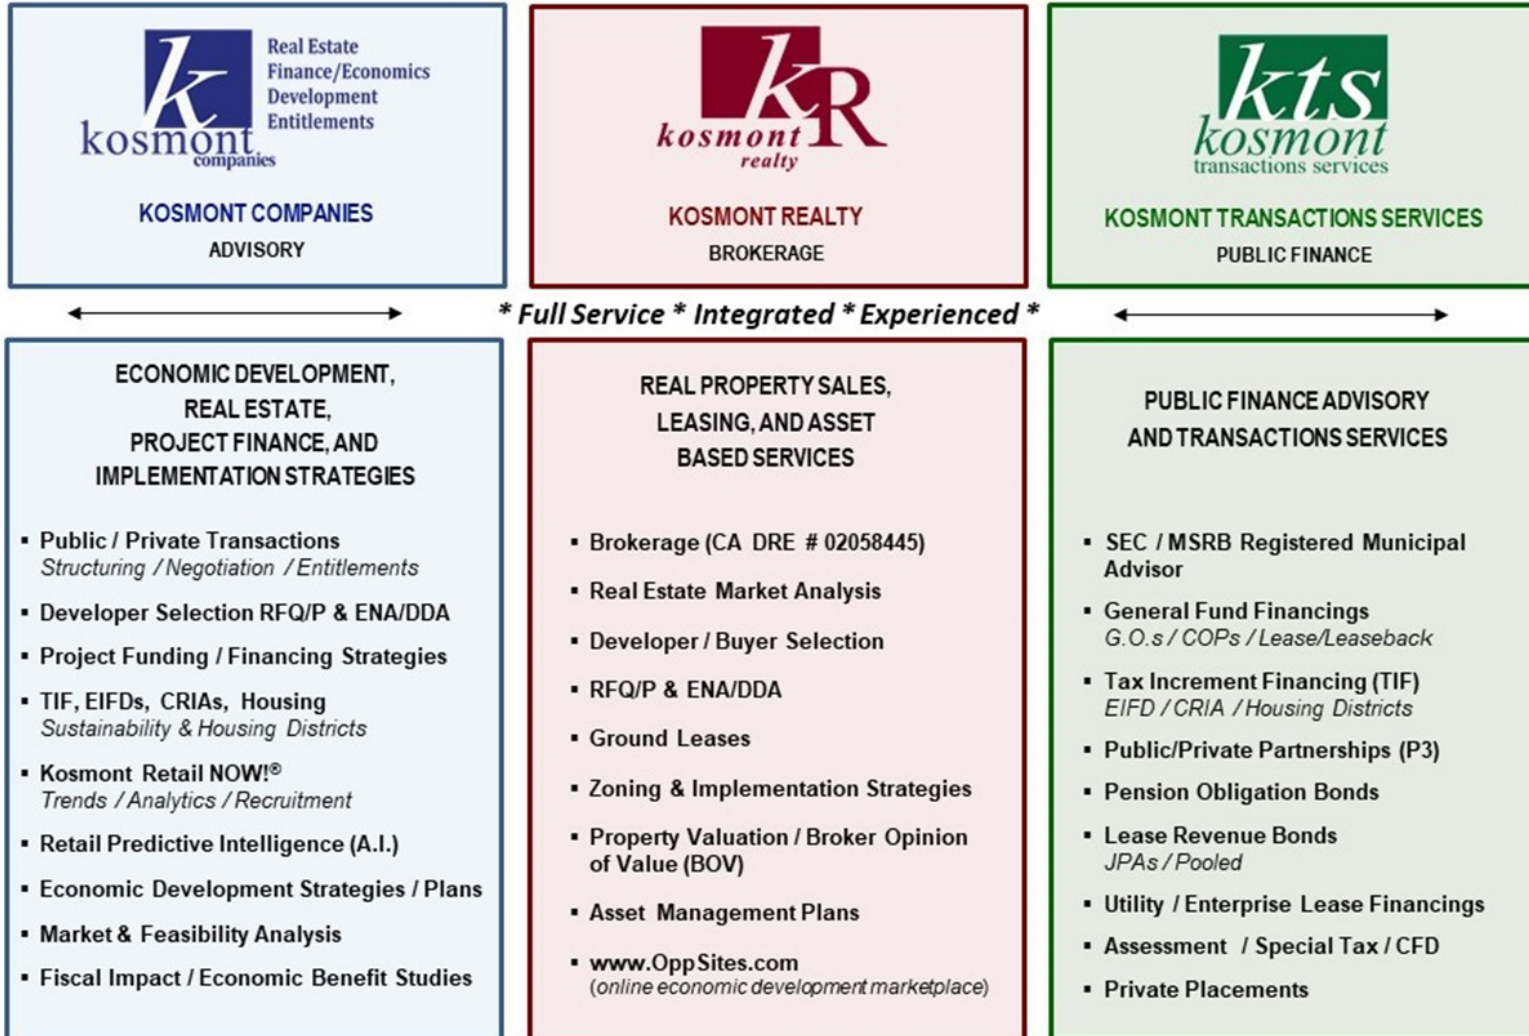 k
Real Estate
Finance/Economics
Development
Entitlements
kosmont
companies
KOSMONT COMPANIES
ADVISORY
kR
kosmont
realty
KOSMONT REALTY
BROKERAGE
kts
kosmont
transactions services
KOSMONT TRANSACTIONS SERVICES
PUBLIC FINANCE
* Full Service * Integrated * Experienced *
ECONOMIC DEVELOPMENT,
REAL ESTATE,
PROJECT FINANCE, AND
IMPLEMENTATION STRATEGIES
▪ Public / Private Transactions
Structuring / Negotiation / Entitlements
▪ Developer Selection RFQ/P & ENA/DDA
▪ Project Funding / Financing Strategies
▪ TIF, EIFDs, CRIAs, Housing
Sustainability & Housing Districts
▪ Kosmont Retail NOW!®
Trends / Analytics / Recruitment
▪ Retail Predictive Intelligence (A.I.)
▪ Economic Development Strategies / Plans
▪ Market & Feasibility Analysis
▪ Fiscal Impact / Economic Benefit Studies
REAL PROPERTY SALES,
LEASING, AND ASSET
BASED SERVICES
▪ Brokerage (CA DRE # 02058445)
▪ Real Estate Market Analysis
▪ Developer / Buyer Selection
▪ RFQ/P & ENA/DDA
▪ Ground Leases
▪ Zoning & Implementation Strategies
▪ Property Valuation / Broker Opinion
of Value (BOV)
▪ Asset Management Plans
▪ www.OppSites.com
(online economic development marketplace)
PUBLIC FINANCE ADVISORY
AND TRANSACTIONS SERVICES
▪ SEC / MSRB Registered Municipal
Advisor
▪ General Fund Financings
G.O.s / COPs / Lease/Leaseback
▪ Tax Increment Financing (TIF)
EIFD / CRIA / Housing Districts
▪ Public/Private Partnerships (P3)
▪ Pension Obligation Bonds
▪ Lease Revenue Bonds
JPAs / Pooled
▪ Utility / Enterprise Lease Financings
▪ Assessment / Special Tax / CFD
▪ Private Placements